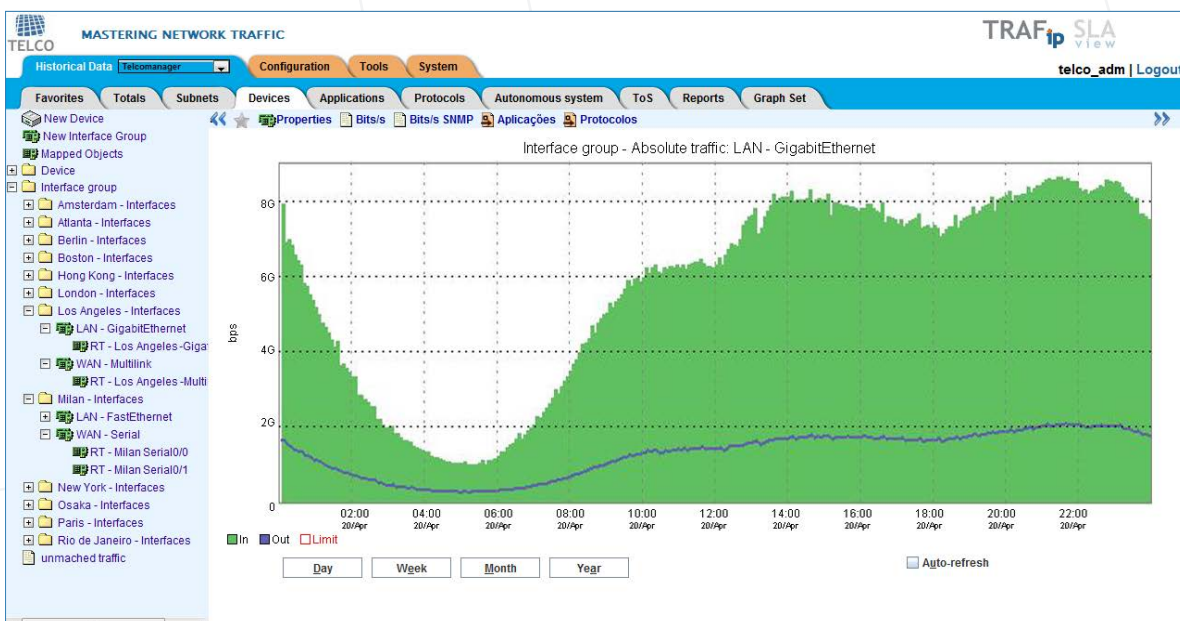 TELCO
MASTERING NETWORK TRAFFIC
TRAFip SLA view
Historical Data Telcomanager Configuration Tools System
telco_adm | Logout
Favorites Totals Subnets Devices Applications Protocols Autonomous system ToS Reports Graph Set
New Device
New Interface Group
Mapped Objects
Device
Interface group
Amsterdam - Interfaces
Atlanta - Interfaces
Berlin - Interfaces
Boston - Interfaces
Hong Kong - Interfaces
London - Interfaces
Los Angeles - Interfaces
LAN - GigabitEthernet
RT - Los Angeles -Giga
WAN - Multilink
RT - Los Angeles -Multi
Milan - Interfaces
LAN - FastEthernet
WAN - Serial
RT - Milan Serial0/0
RT - Milan Serial0/1
New York - Interfaces
Osaka - Interfaces
Paris - Interfaces
Rio de Janeiro - Interfaces
unmached traffic
Properties Bits/s Bits/s SNMP Aplicações Protocolos
Interface group - Absolute traffic: LAN - GigabitEthernet
8G
6G
4G
2G
0
bps
02:00 04:00 06:00 08:00 10:00 12:00 14:00 16:00 18:00 20:00 22:00
20/Apr 20/Apr 20/Apr 20/Apr 20/Apr 20/Apr 20/Apr 20/Apr 20/Apr 20/Apr 20/Apr
In Out Limit
Day Week Month Year
Auto-refresh